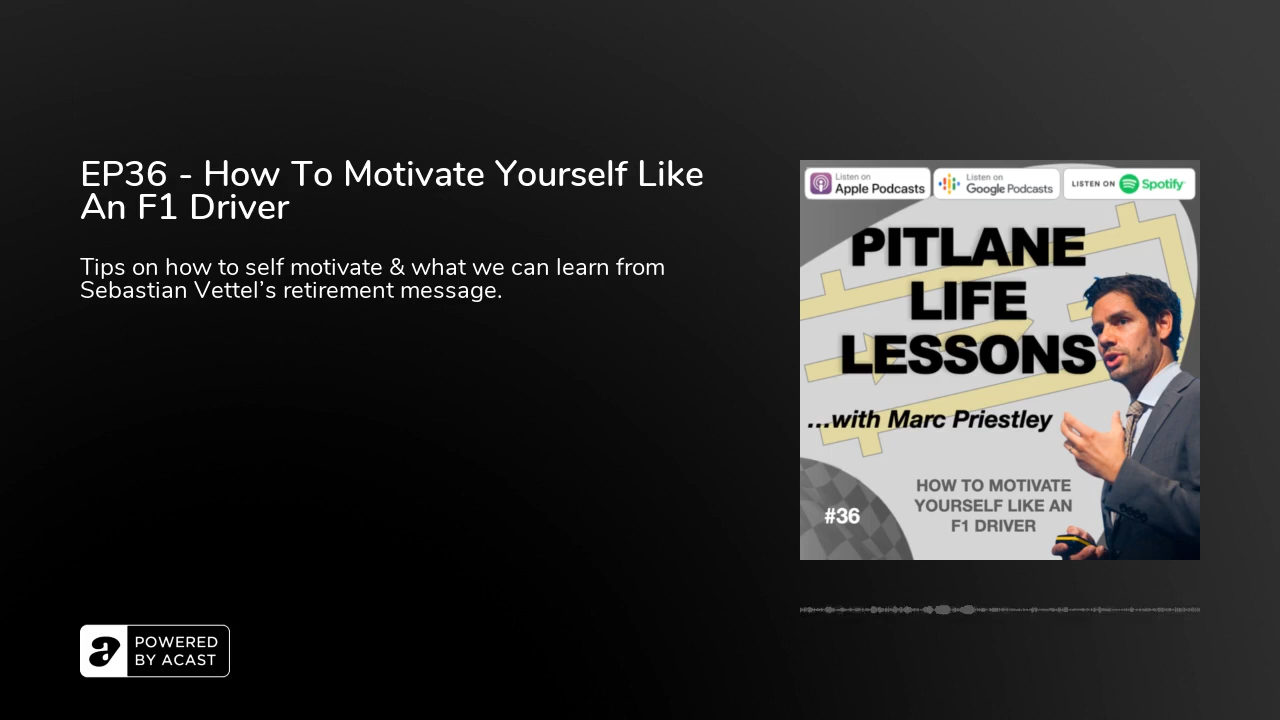 EP36 - How To Motivate Yourself Like
An F1 Driver
Tips on how to self motivate & what we can learn from
Sebastian Vettel’s retirement message.
Listen on
Apple Podcasts
Listen on
Google Podcasts
LISTEN ON
Spotify
PITLANE
LIFE
LESSONS
...with Marc Priestley
HOW TO MOTIVATE
YOURSELF LIKE AN
F1 DRIVER
#36
POWERED
BY ACAST